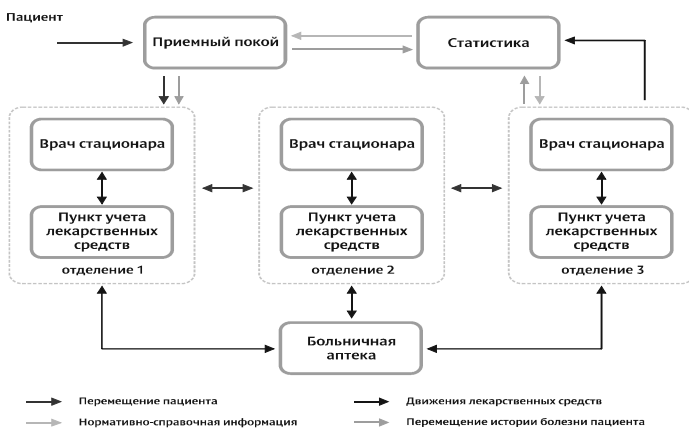 Пациент
Приемный покой
Статистика
Врач стационара
Врач стационара
Врач стационара
Пункт учета
лекарственных
средств
Пункт учета
лекарственных
средств
Пункт учета
лекарственных
средств
отделение 1
отделение 2
отделение 3
Больничная
аптека
Перемещение пациента
Движения лекарственных средств
Нормативно-справочная информация
Перемещение истории болезни пациента